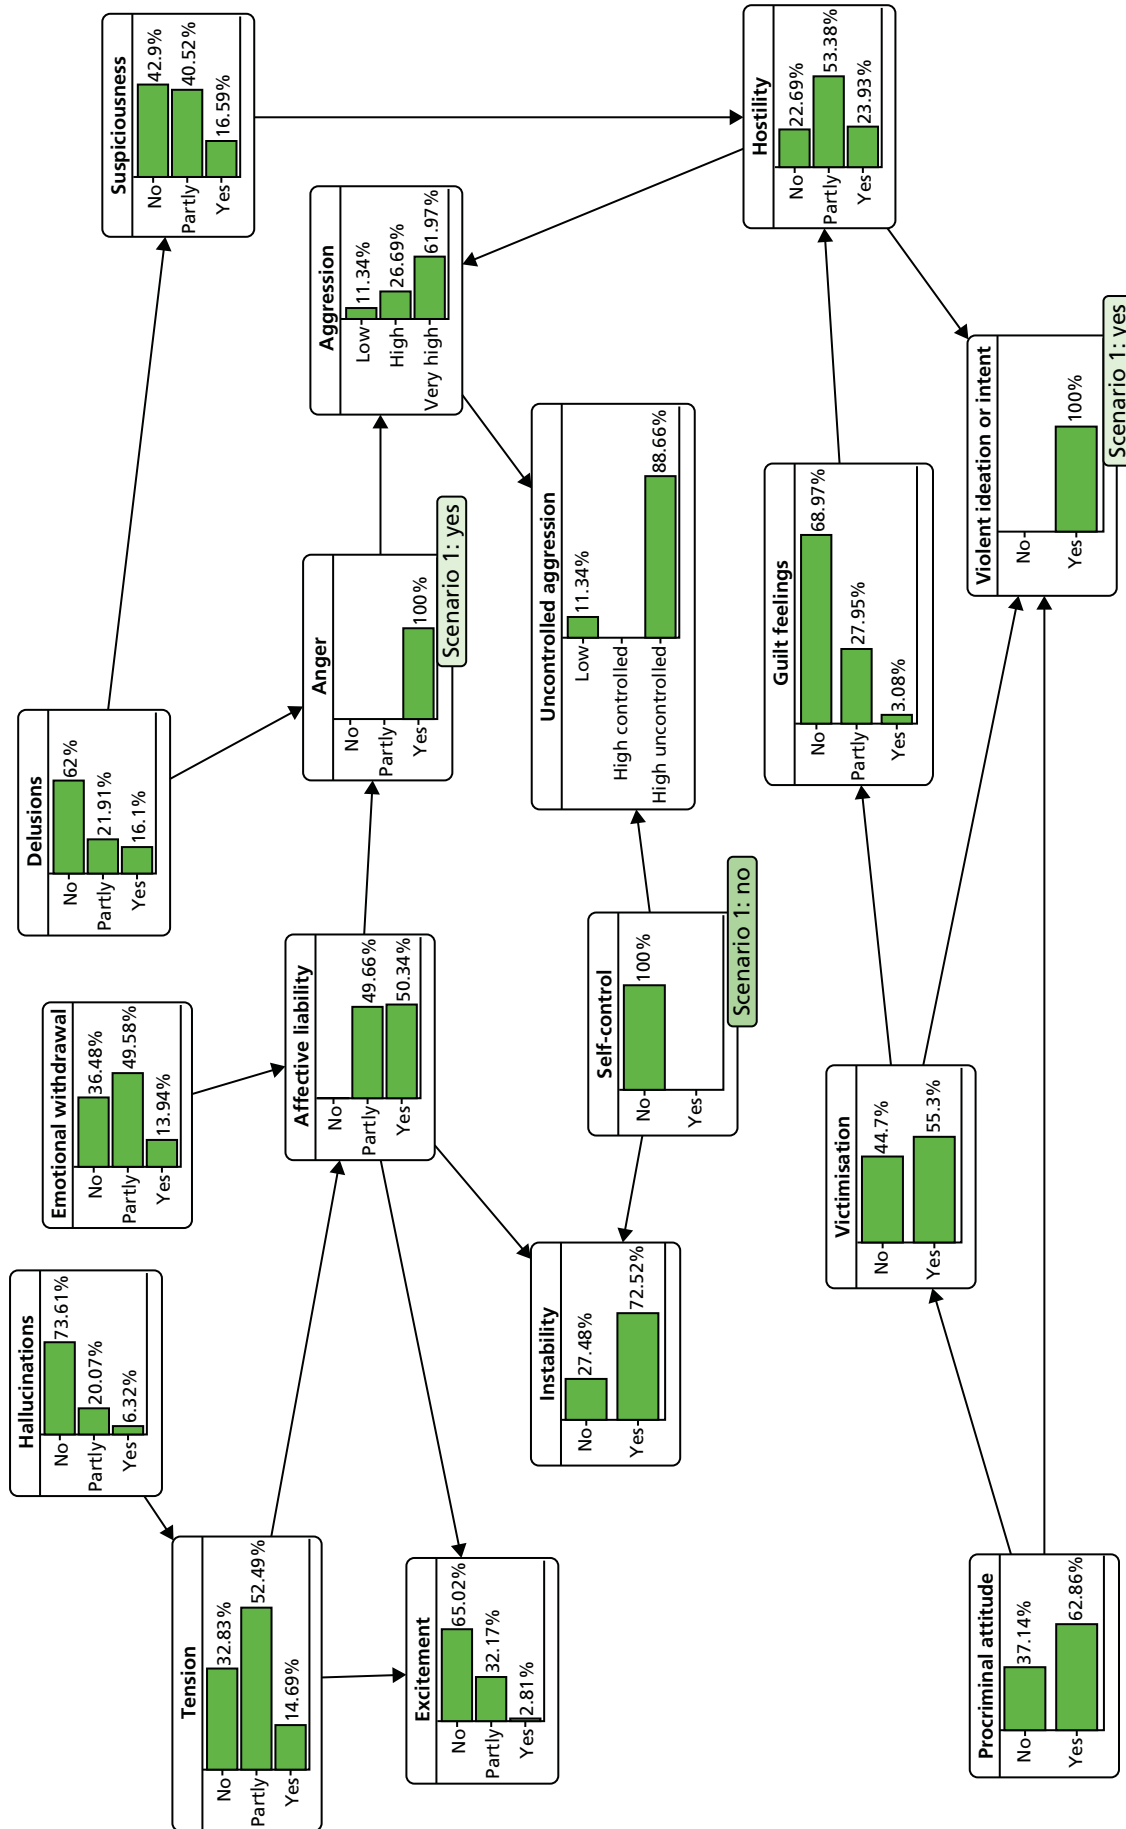 Hallucinations
No 73.61%
Partly 20.07%
Yes 6.32%
Emotional withdrawal
No 36.48%
Partly 49.58%
Yes 13.94%
Delusions
No 62%
Partly 21.91%
Yes 16.1%
Suspiciousness
No 42.9%
Partly 40.52%
Yes 16.59%
Tension
No 32.83%
Partly 52.49%
Yes 14.69%
Affective liability
No
Partly 49.66%
Yes 50.34%
Anger
No
Partly
Yes 100%
Scenario 1: yes
Aggression
Low 11.34%
High 26.69%
Very high 61.97%
Excitement
No 65.02%
Partly 32.17%
Yes 2.81%
Instability
No 27.48%
Yes 72.52%
Self-control
No 100%
Yes
Scenario 1: no
Uncontrolled aggression
Low 11.34%
High controlled
High uncontrolled 88.66%
Hostility
No 22.69%
Partly 53.38%
Yes 23.93%
Victimisation
No 44.7%
Yes 55.3%
Guilt feelings
No 68.97%
Partly 27.95%
Yes 3.08%
Procriminal attitude
No 37.14%
Yes 62.86%
Violent ideation or intent
No
Yes 100%
Scenario 1: yes